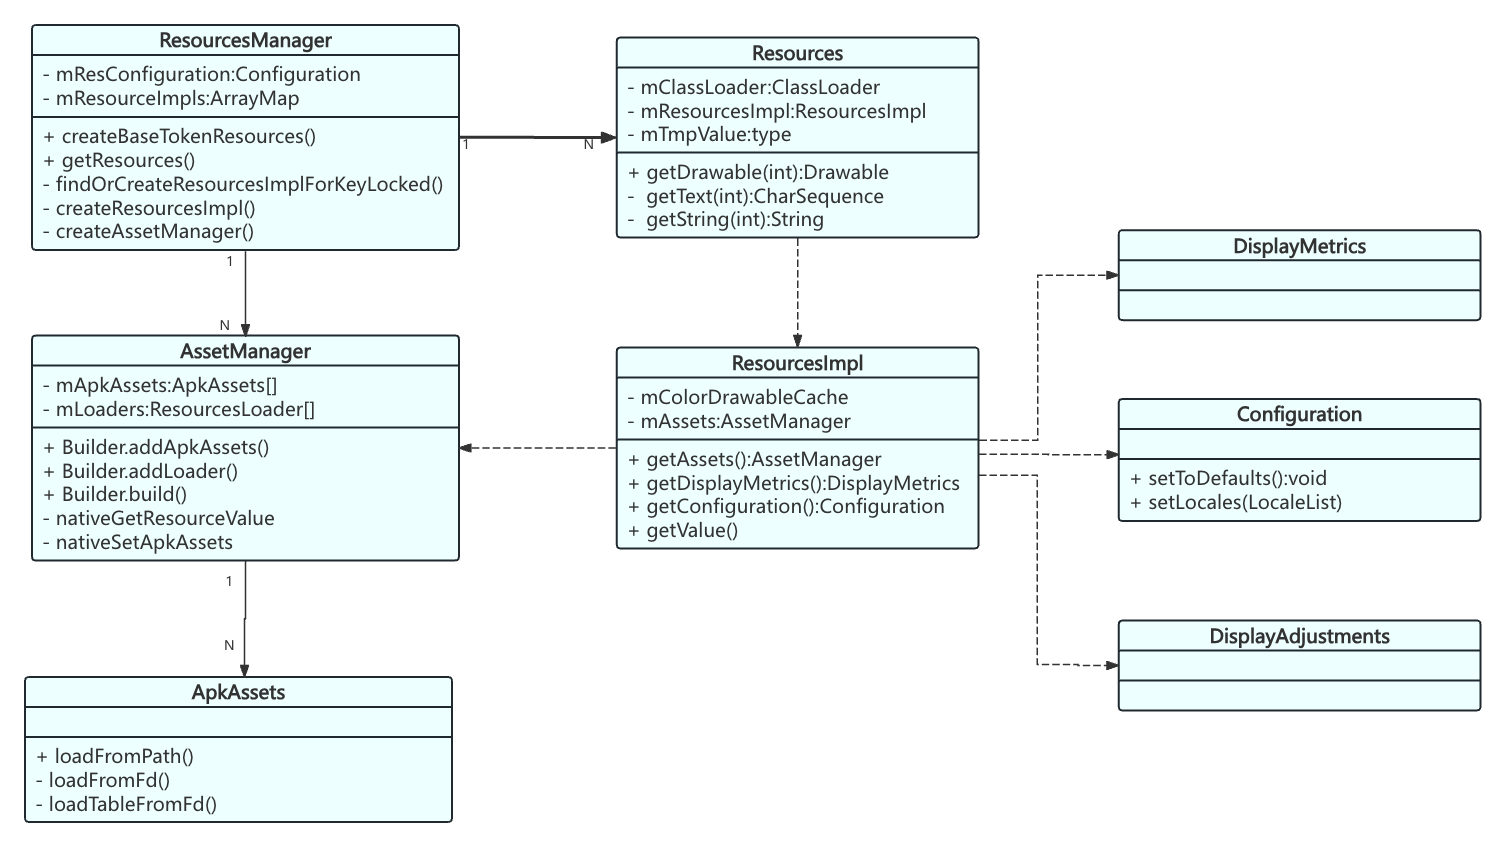 ResourcesManager
- mResConfiguration:Configuration
- mResourceImpls:ArrayMap
+ createBaseTokenResources()
+ getResources()
- findOrCreateResourcesImplForKeyLocked()
- createResourcesImpl()
- createAssetManager()
1
N
Resources
- mClassLoader:ClassLoader
- mResourcesImpl:ResourcesImpl
- mTmpValue:type
+ getDrawable(int):Drawable
- getText(int):CharSequence
- getString(int):String
1
N
AssetManager
- mApkAssets:ApkAssets[]
- mLoaders:ResourcesLoader[]
+ Builder.addApkAssets()
+ Builder.addLoader()
+ Builder.build()
- nativeGetResourceValue
- nativeSetApkAssets
ResourcesImpl
- mColorDrawableCache
- mAssets:AssetManager
+ getAssets():AssetManager
+ getDisplayMetrics():DisplayMetrics
+ getConfiguration():Configuration
+ getValue()
DisplayMetrics
Configuration
+ setToDefaults():void
+ setLocales(LocaleList)
DisplayAdjustments
1
N
ApkAssets
+ loadFromPath()
- loadFromFd()
- loadTableFromFd()